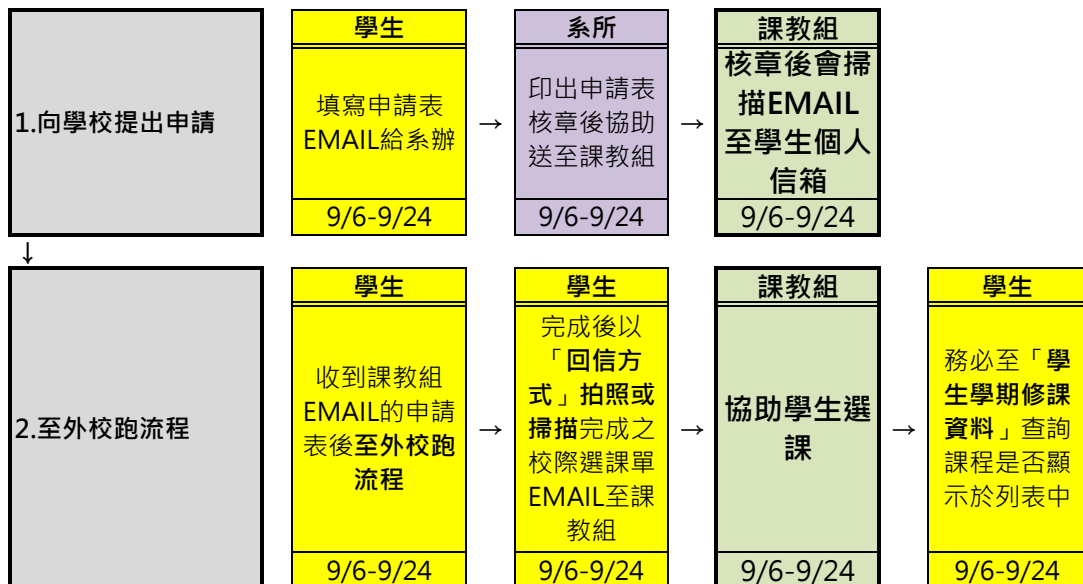 1.向學校提出申請
學生
填寫申請表
EMAIL給系辦
9/6-9/24
→
系所
印出申請表
核章後協助
送至課教組
9/6-9/24
→
課教組
核章後會掃
描EMAIL
至學生個人
信箱
9/6-9/24
↓
2.至外校跑流程
學生
收到課教組
EMAIL的申請
表後至外校跑
流程
9/6-9/24
→
學生
完成後以
「回信方
式」拍照或
掃描完成之
校際選課單
EMAIL至課
教組
9/6-9/24
→
課教組
協助學生選
課
9/6-9/24
→
學生
務必至「學
生學期修課
資料」查詢
課程是否顯
示於列表中
9/6-9/24